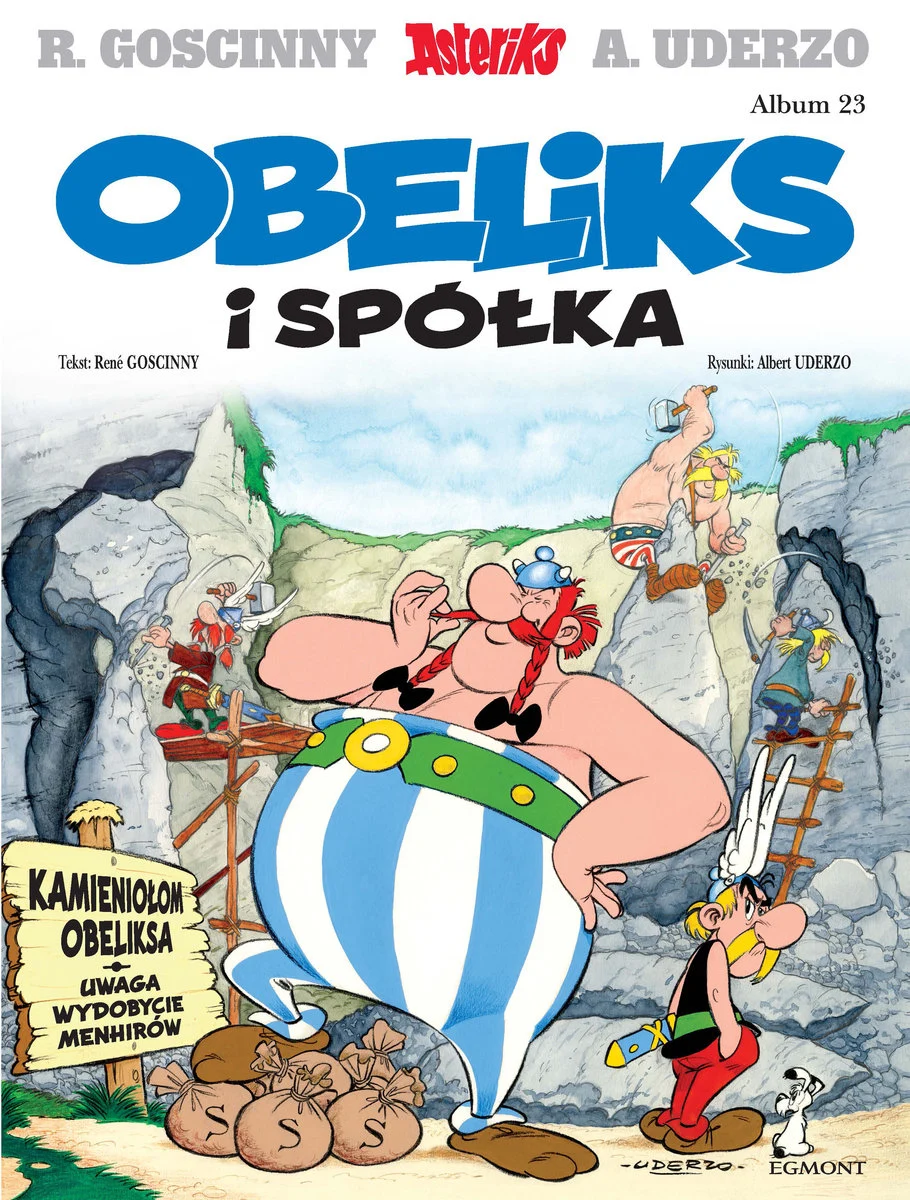 R. GOSCINNY Asteriks A. UDERZO
Album 23
OBELiKS
i SPÓŁKA
Tekst: René GOSCINNY
Rysunki: Albert UDERZO
KAMIENIOŁOM
OBELIKSA
UWAGA
WYDOBYCIE
MENHIRÓW
S S S
-UDERZO-
EGMONT